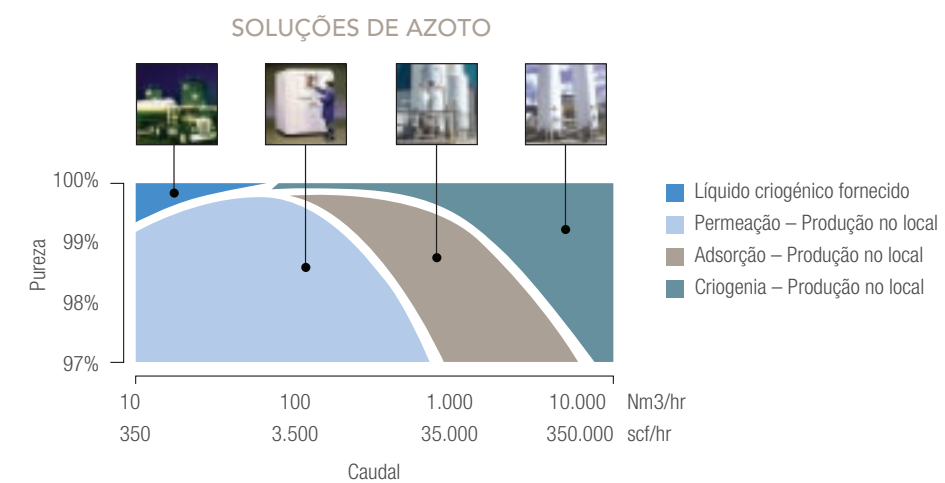 SOLUÇÕES DE AZOTO
100%
99%
98%
97%
Pureza
Líquido criogénico fornecido
Permeação – Produção no local
Adsorção – Produção no local
Criogenia – Produção no local
10 100 1.000 10.000 Nm3/hr
350 3.500 35.000 350.000 scf/hr
Caudal